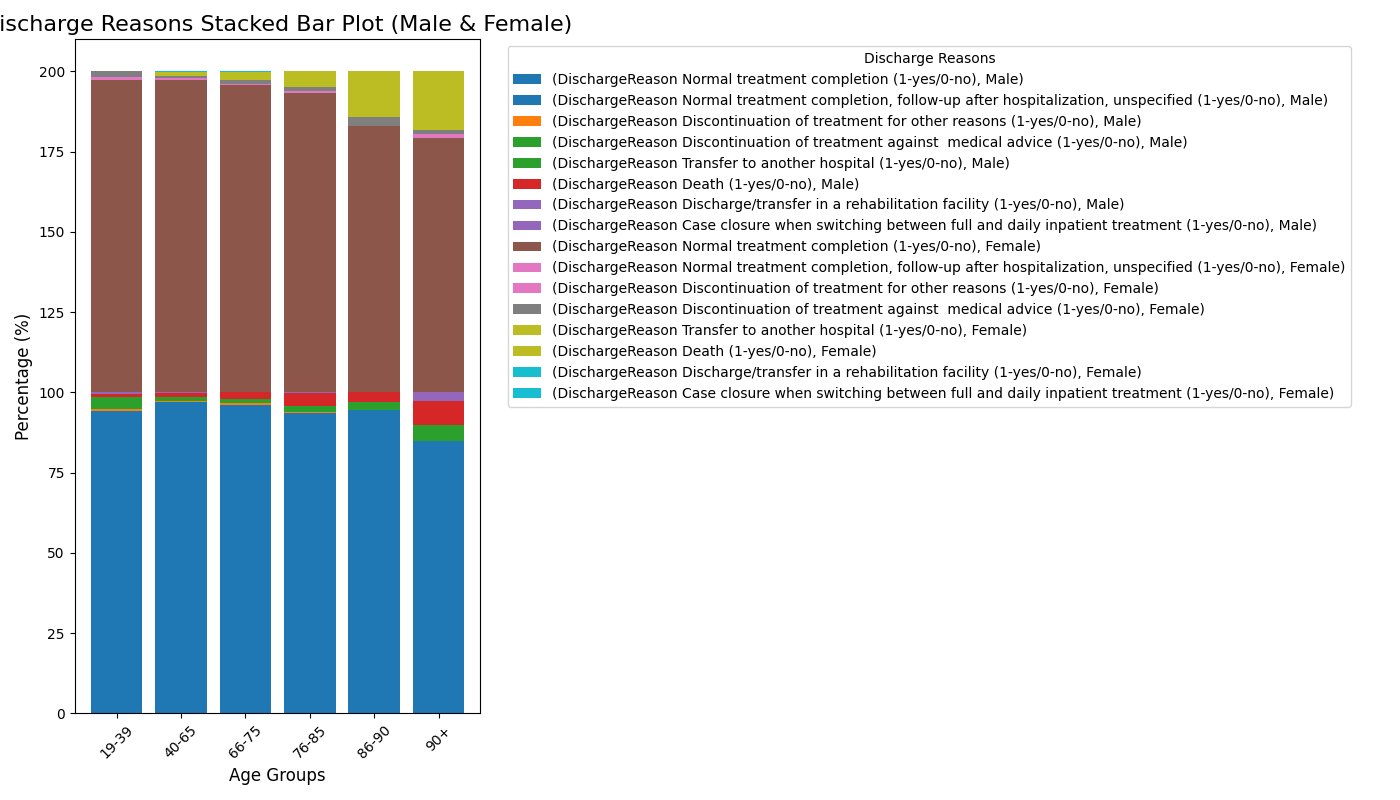 ischarge Reasons Stacked Bar Plot (Male & Female)
200
175
150
125
100
75
50
25
0
Percentage (%)
19-39
40-65
66-75
76-85
86-90
90+
Age Groups
Discharge Reasons
(DischargeReason Normal treatment completion (1-yes/0-no), Male)
(DischargeReason Normal treatment completion, follow-up after hospitalization, unspecified (1-yes/0-no), Male)
(DischargeReason Discontinuation of treatment for other reasons (1-yes/0-no), Male)
(DischargeReason Discontinuation of treatment against  medical advice (1-yes/0-no), Male)
(DischargeReason Transfer to another hospital (1-yes/0-no), Male)
(DischargeReason Death (1-yes/0-no), Male)
(DischargeReason Discharge/transfer in a rehabilitation facility (1-yes/0-no), Male)
(DischargeReason Case closure when switching between full and daily inpatient treatment (1-yes/0-no), Male)
(DischargeReason Normal treatment completion (1-yes/0-no), Female)
(DischargeReason Normal treatment completion, follow-up after hospitalization, unspecified (1-yes/0-no), Female)
(DischargeReason Discontinuation of treatment for other reasons (1-yes/0-no), Female)
(DischargeReason Discontinuation of treatment against  medical advice (1-yes/0-no), Female)
(DischargeReason Transfer to another hospital (1-yes/0-no), Female)
(DischargeReason Death (1-yes/0-no), Female)
(DischargeReason Discharge/transfer in a rehabilitation facility (1-yes/0-no), Female)
(DischargeReason Case closure when switching between full and daily inpatient treatment (1-yes/0-no), Female)